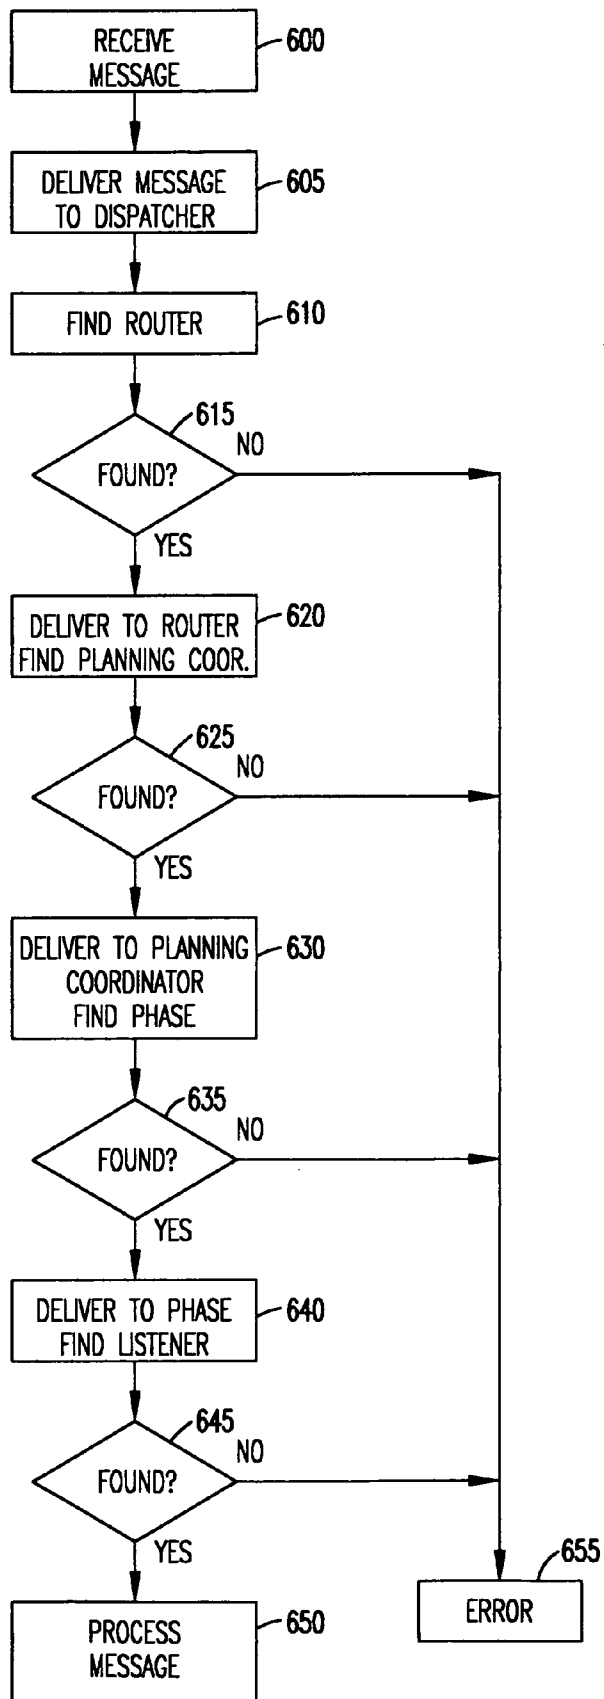 RECEIVE
MESSAGE
600
DELIVER MESSAGE
TO DISPATCHER
605
FIND ROUTER
610
615
FOUND?
NO
YES
DELIVER TO ROUTER
FIND PLANNING COOR.
620
625
FOUND?
NO
YES
DELIVER TO PLANNING
COORDINATOR
FIND PHASE
630
635
FOUND?
NO
YES
DELIVER TO PHASE
FIND LISTENER
640
645
FOUND?
NO
YES
PROCESS
MESSAGE
650
655
ERROR